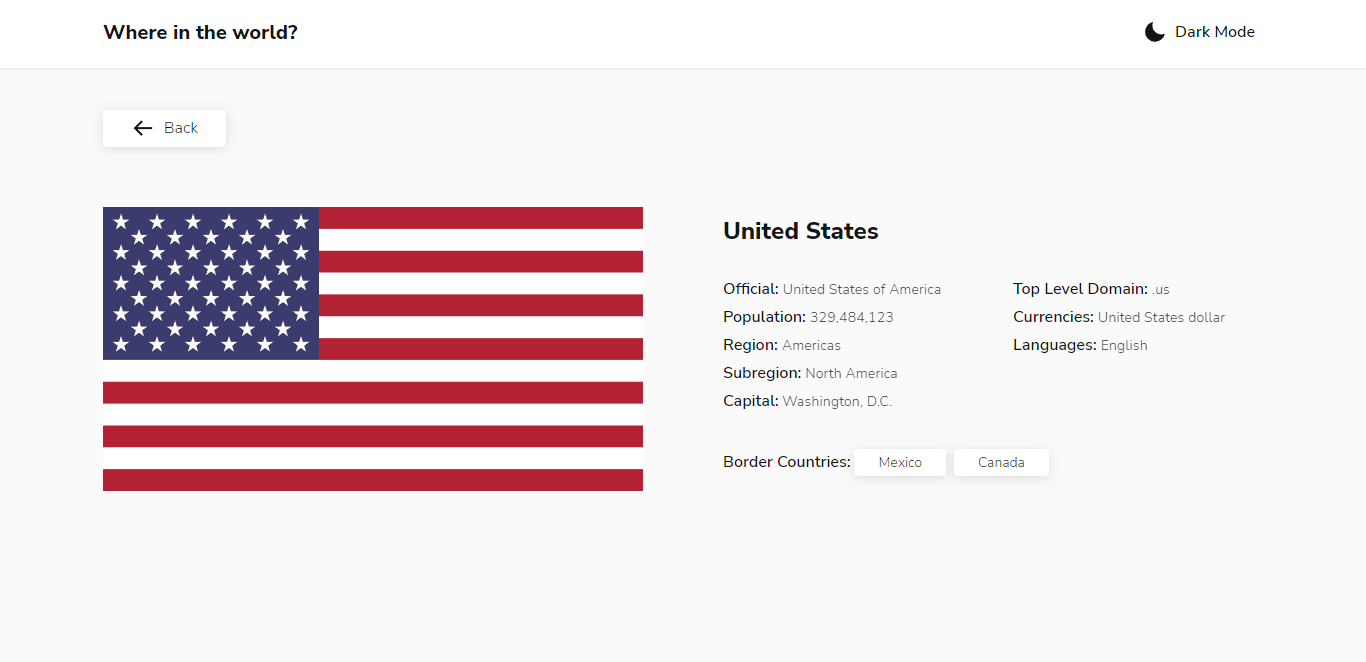 Where in the world?
Dark Mode
Back
United States
Official: United States of America
Population: 329,484,123
Region: Americas
Subregion: North America
Capital: Washington, D.C.
Top Level Domain: .us
Currencies: United States dollar
Languages: English
Border Countries: Mexico Canada